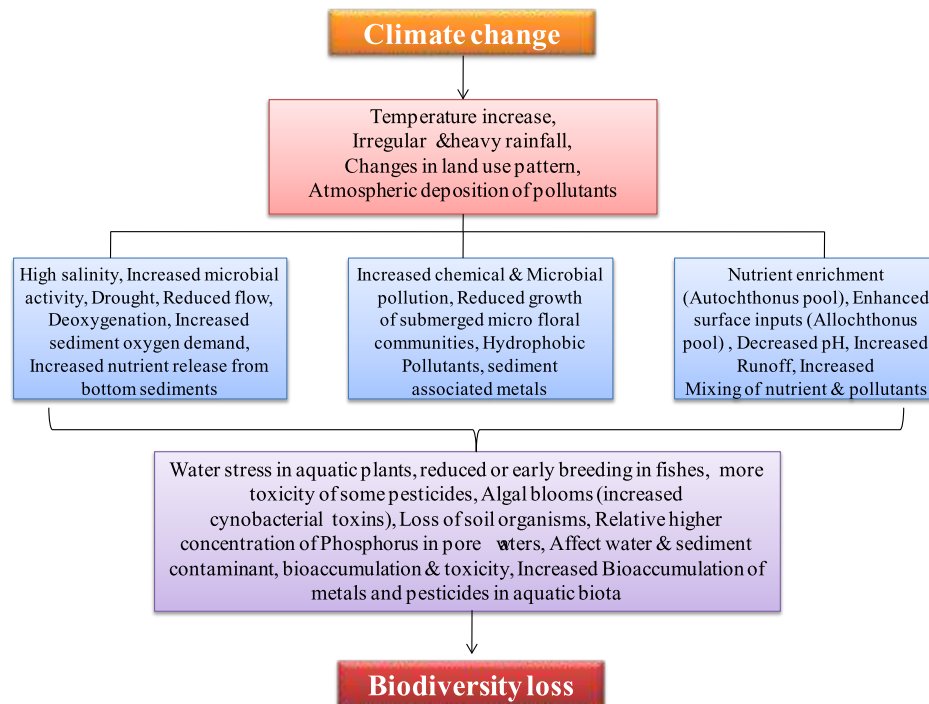 Climate change
Temperature increase,
Irregular &heavy rainfall,
Changes in land use pattern,
Atmospheric deposition of pollutants
High salinity, Increased microbial
activity, Drought, Reduced flow,
Deoxygenation, Increased
sediment oxygen demand,
Increased nutrient release from
bottom sediments
Increased chemical & Microbial
pollution, Reduced growth
of submerged micro floral
communities, Hydrophobic
Pollutants, sediment
associated metals
Nutrient enrichment
(Autochthonus pool), Enhanced
surface inputs (Allochthonus
pool) , Decreased pH, Increased
Runoff, Increased
Mixing of nutrient & pollutants
Water stress in aquatic plants, reduced or early breeding in fishes, more
toxicity of some pesticides, Algal blooms (increased
cynobacterial toxins), Loss of soil organisms, Relative higher
concentration of Phosphorus in pore waters, Affect water & sediment
contaminant, bioaccumulation & toxicity, Increased Bioaccumulation of
metals and pesticides in aquatic biota
Biodiversity loss